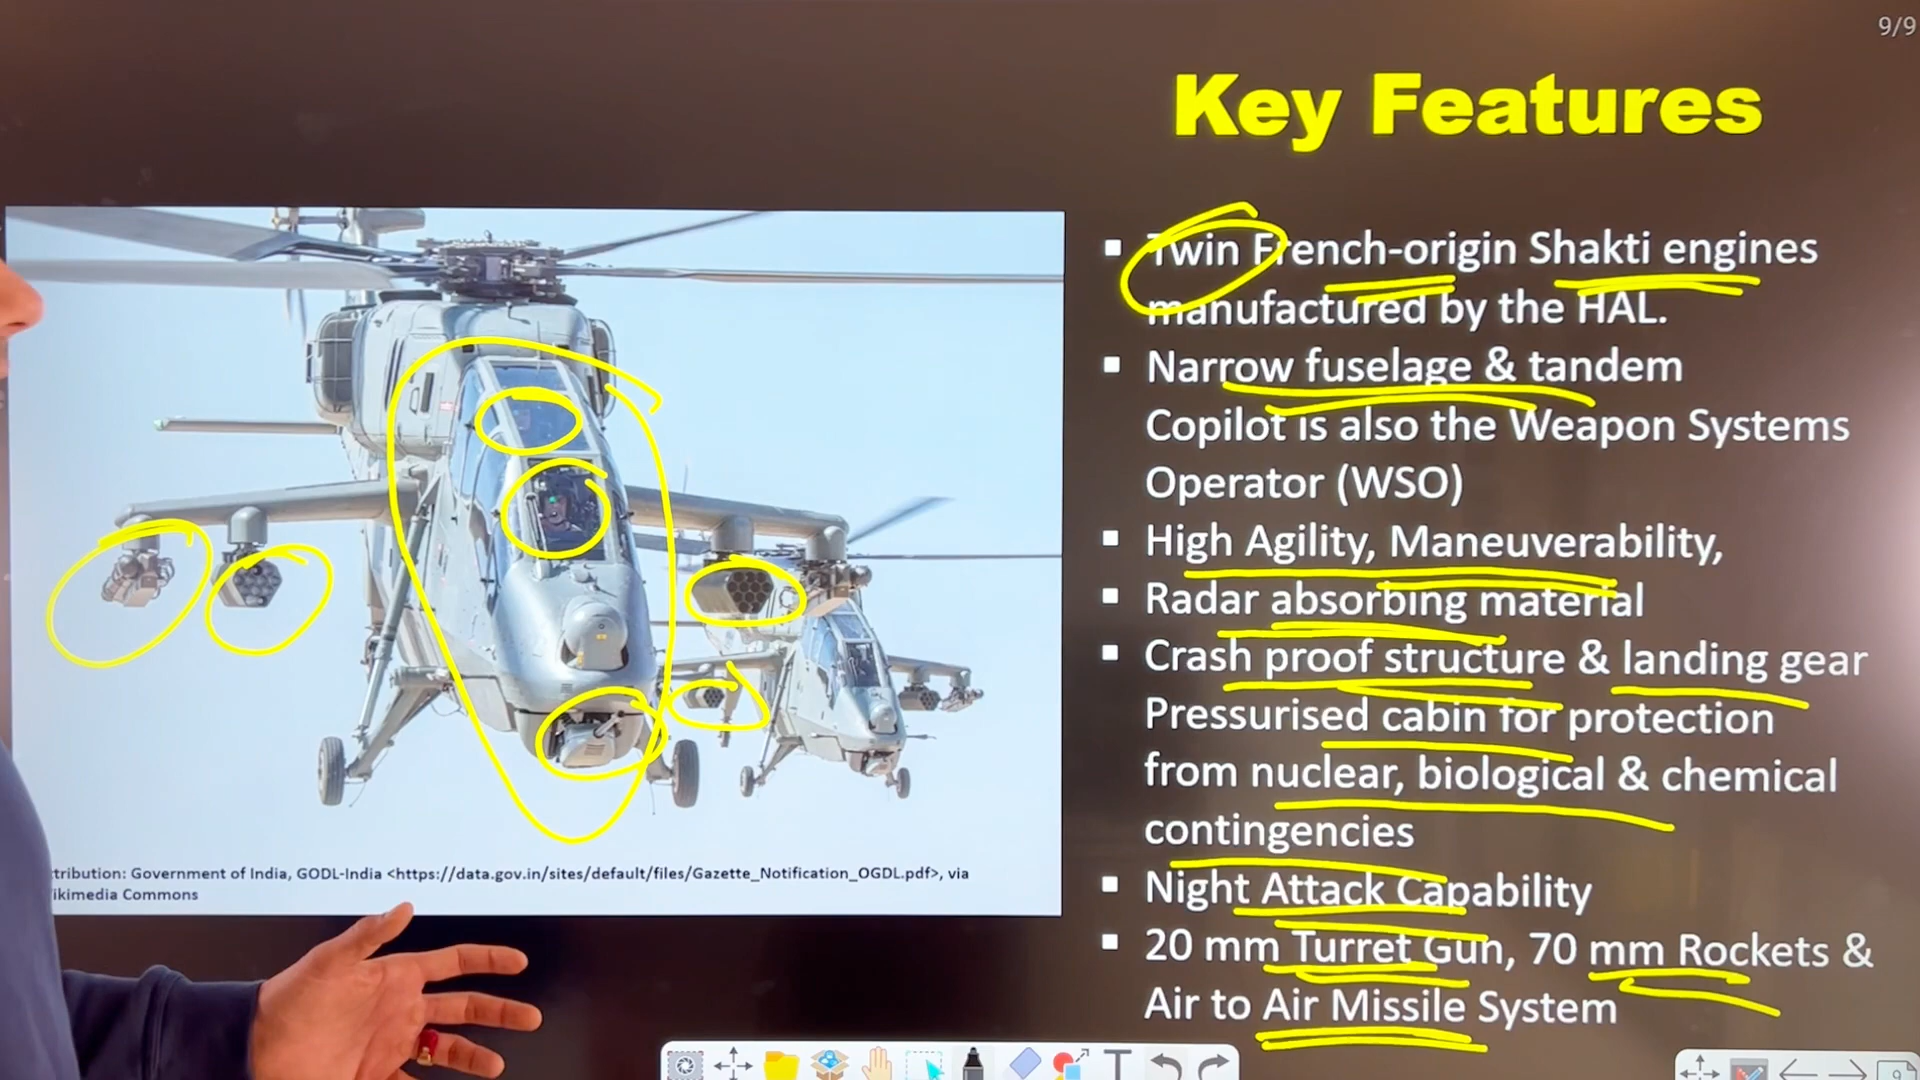 9/9
Key Features
Twin French-origin Shakti engines
manufactured by the HAL.
Narrow fuselage & tandem
Copilot is also the Weapon Systems
Operator (WSO)
High Agility, Maneuverability,
Radar absorbing material
Crash proof structure & landing gear
Pressurised cabin for protection
from nuclear, biological & chemical
contingencies
Night Attack Capability
20 mm Turret Gun, 70 mm Rockets &
Air to Air Missile System
tribution: Government of India, GODL-India <https://data.gov.in/sites/default/files/Gazette_Notification_OGDL.pdf>, via
ikimedia Commons
T
9